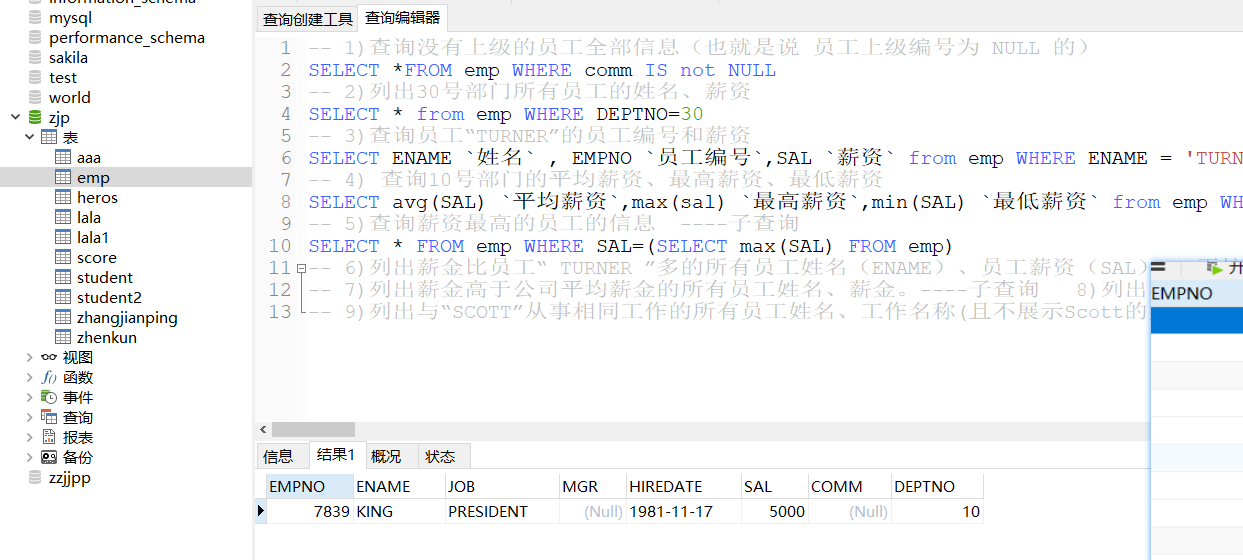 information_schema
mysql
performance_schema
sakila
test
world
zjp
表
aaa
emp
heros
lala
lala1
score
student
student2
zhangjianping
zhenkun
视图
函数
事件
查询
报表
备份
zzjjpp
查询创建工具 查询编辑器
1 -- 1)查询没有上级的员工全部信息（也就是说 员工上级编号为 NULL 的）
2 SELECT *FROM emp WHERE comm IS not NULL
3 -- 2)列出30号部门所有员工的姓名、薪资
4 SELECT * from emp WHERE DEPTNO=30
5 -- 3)查询员工“TURNER”的员工编号和薪资
6 SELECT ENAME `姓名` , EMPNO `员工编号`,SAL `薪资` from emp WHERE ENAME = 'TURN
7 -- 4) 查询10号部门的平均薪资、最高薪资、最低薪资
8 SELECT avg(SAL) `平均薪资`,max(sal) `最高薪资`,min(SAL) `最低薪资` from emp WH
9 -- 5)查询薪资最高的员工的信息 ----子查询
10 SELECT * FROM emp WHERE SAL=(SELECT max(SAL) FROM emp)
11 -- 6)列出薪金比员工“ TURNER ”多的所有员工姓名（ENAME）、员工薪资（SAL）
12 -- 7)列出薪金高于公司平均薪金的所有员工姓名、薪金。----子查询 8)列出
13 -- 9)列出与“SCOTT”从事相同工作的所有员工姓名、工作名称(且不展示Scott的
开
EMPNO
信息 结果1 概况 状态
EMPNO ENAME JOB MGR HIREDATE SAL COMM DEPTNO
7839 KING PRESIDENT (Null) 1981-11-17 5000 (Null) 10